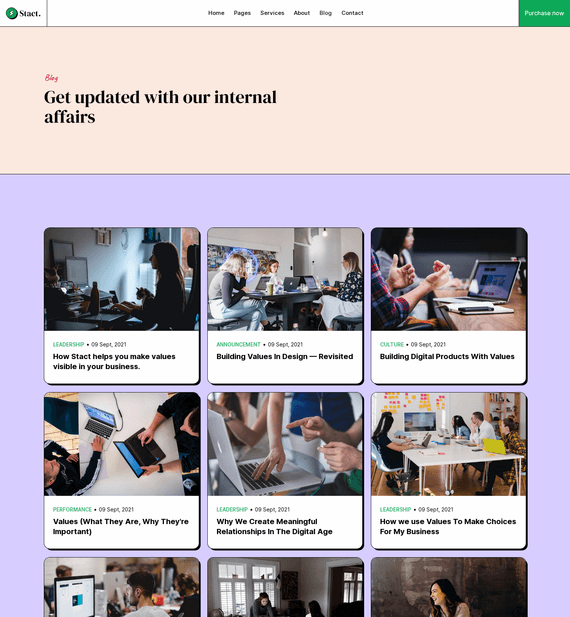 Stact.
Home Pages Services About Blog Contact
Purchase now
Blog
Get updated with our internal
affairs
LEADERSHIP • 09 Sept, 2021
How Stact helps you make values
visible in your business.
ANNOUNCEMENT • 09 Sept, 2021
Building Values In Design — Revisited
CULTURE • 09 Sept, 2021
Building Digital Products With Values
PERFORMANCE • 09 Sept, 2021
Values (What They Are, Why They're
Important)
LEADERSHIP • 09 Sept, 2021
Why We Create Meaningful
Relationships In The Digital Age
LEADERSHIP • 09 Sept, 2021
How we use Values To Make Choices
For My Business